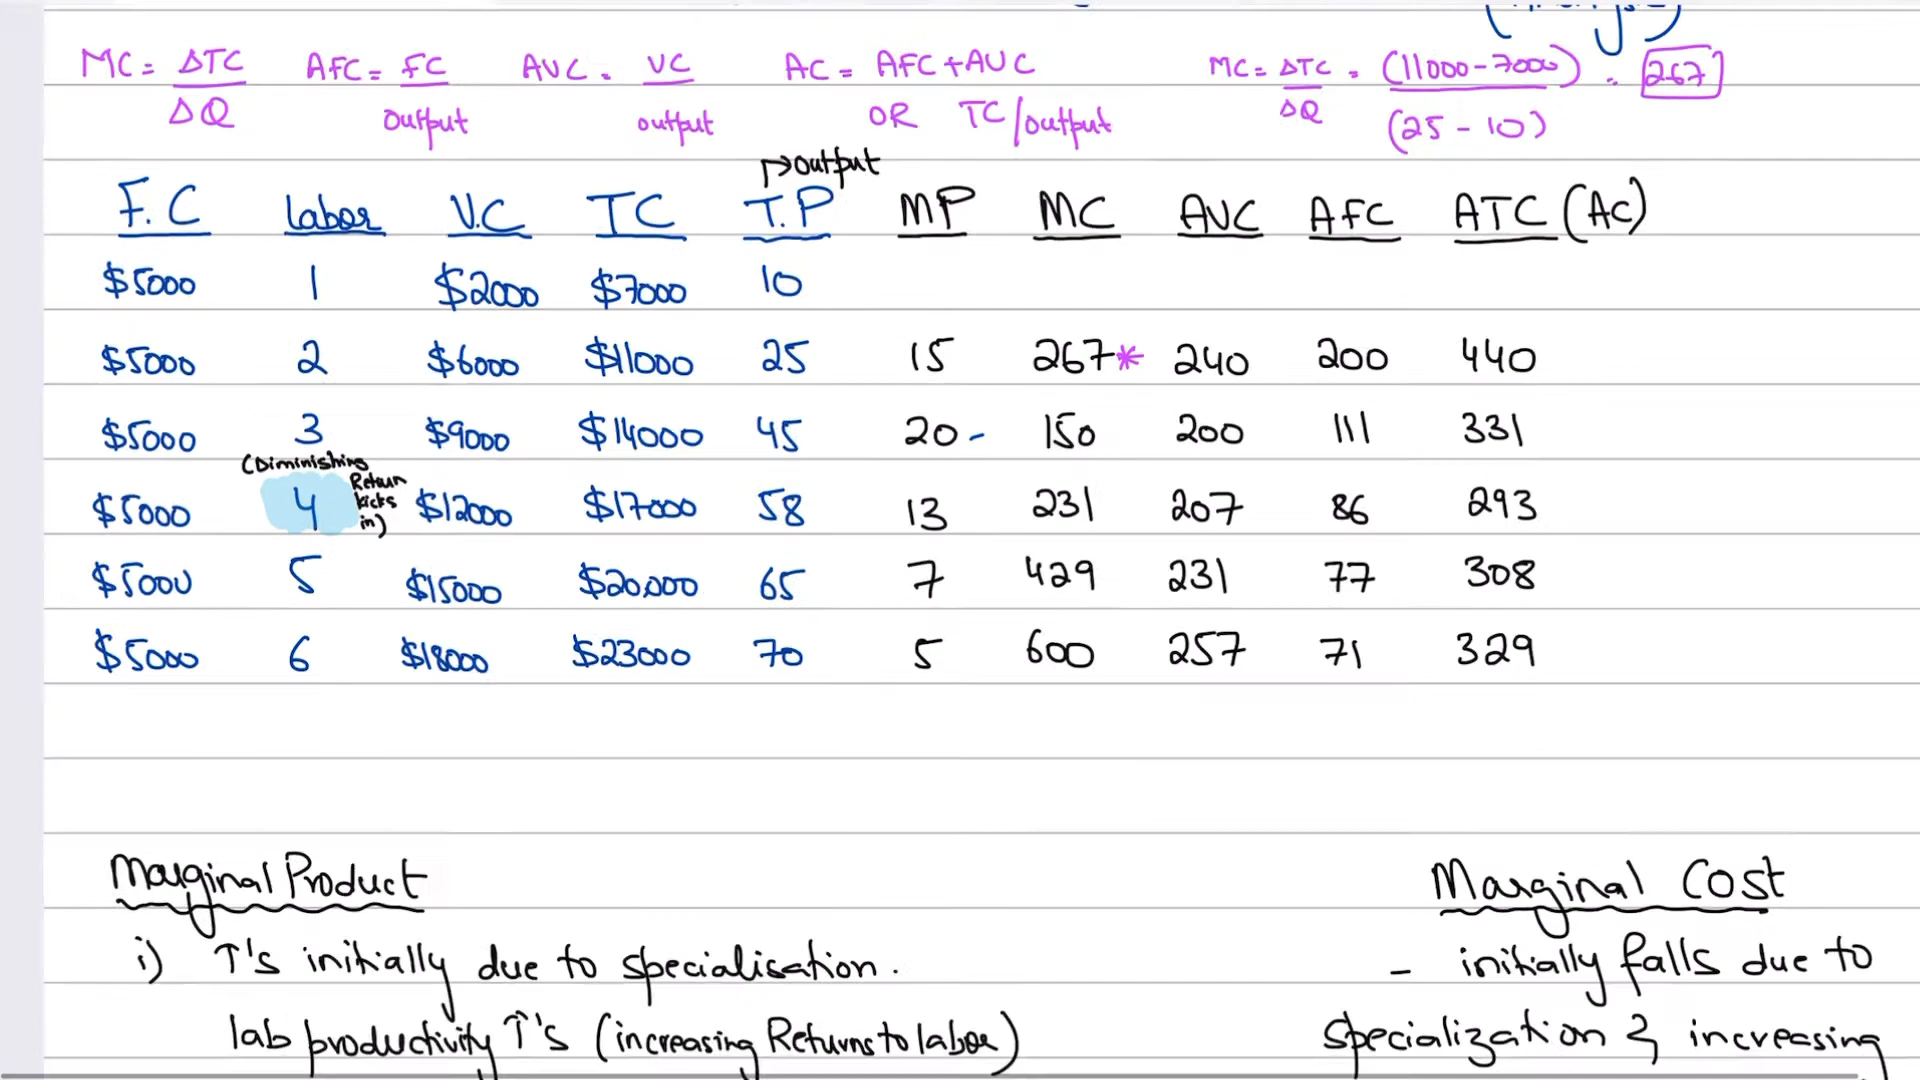 MC = ΔTC/ΔQ AFC = FC/output AVC = VC/output AC = AFC + AVC OR TC/output MC = ΔTC/ΔQ = (11000 - 7000)/(25 - 10) = 267
→ output
F.C Labor V.C TC T.P MP MC AVC AFC ATC (AC)
$5000 1 $2000 $7000 10
$5000 2 $6000 $11000 25 15 267* 240 200 440
$5000 3 $9000 $14000 45 20 - 150 200 111 331
(Diminishing Return kicks in)
$5000 4 $12000 $17000 58 13 231 207 86 293
$5000 5 $15000 $20,000 65 7 429 231 77 308
$5000 6 $18000 $23000 70 5 600 257 71 329
Marginal Product
i) ↑'s initially due to specialisation.
lab productivity ↑'s (increasing Returns to labor)
Marginal Cost
- initially falls due to
specialization & increasing